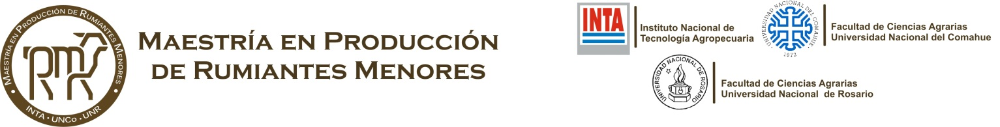 MAESTRÍA EN PRODUCCIÓN DE RUMIANTES MENORES
RMR
INTA · UNCO · UNR
MAESTRÍA EN PRODUCCIÓN
DE RUMIANTES MENORES
INTA
Instituto Nacional de
Tecnología Agropecuaria
UNIVERSIDAD NACIONAL DEL COMAHUE
1972
Facultad de Ciencias Agrarias
Universidad Nacional del Comahue
UNIVERSIDAD NACIONAL DE ROSARIO
Facultad de Ciencias Agrarias
Universidad Nacional de Rosario